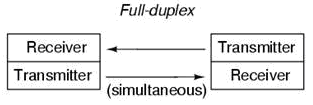 Full-duplex
Receiver
Transmitter
Transmitter
(simultaneous)
Receiver